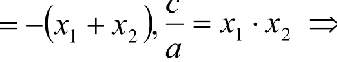 = -(x₁ + x₂), c/a = x₁ · x₂ ⇒